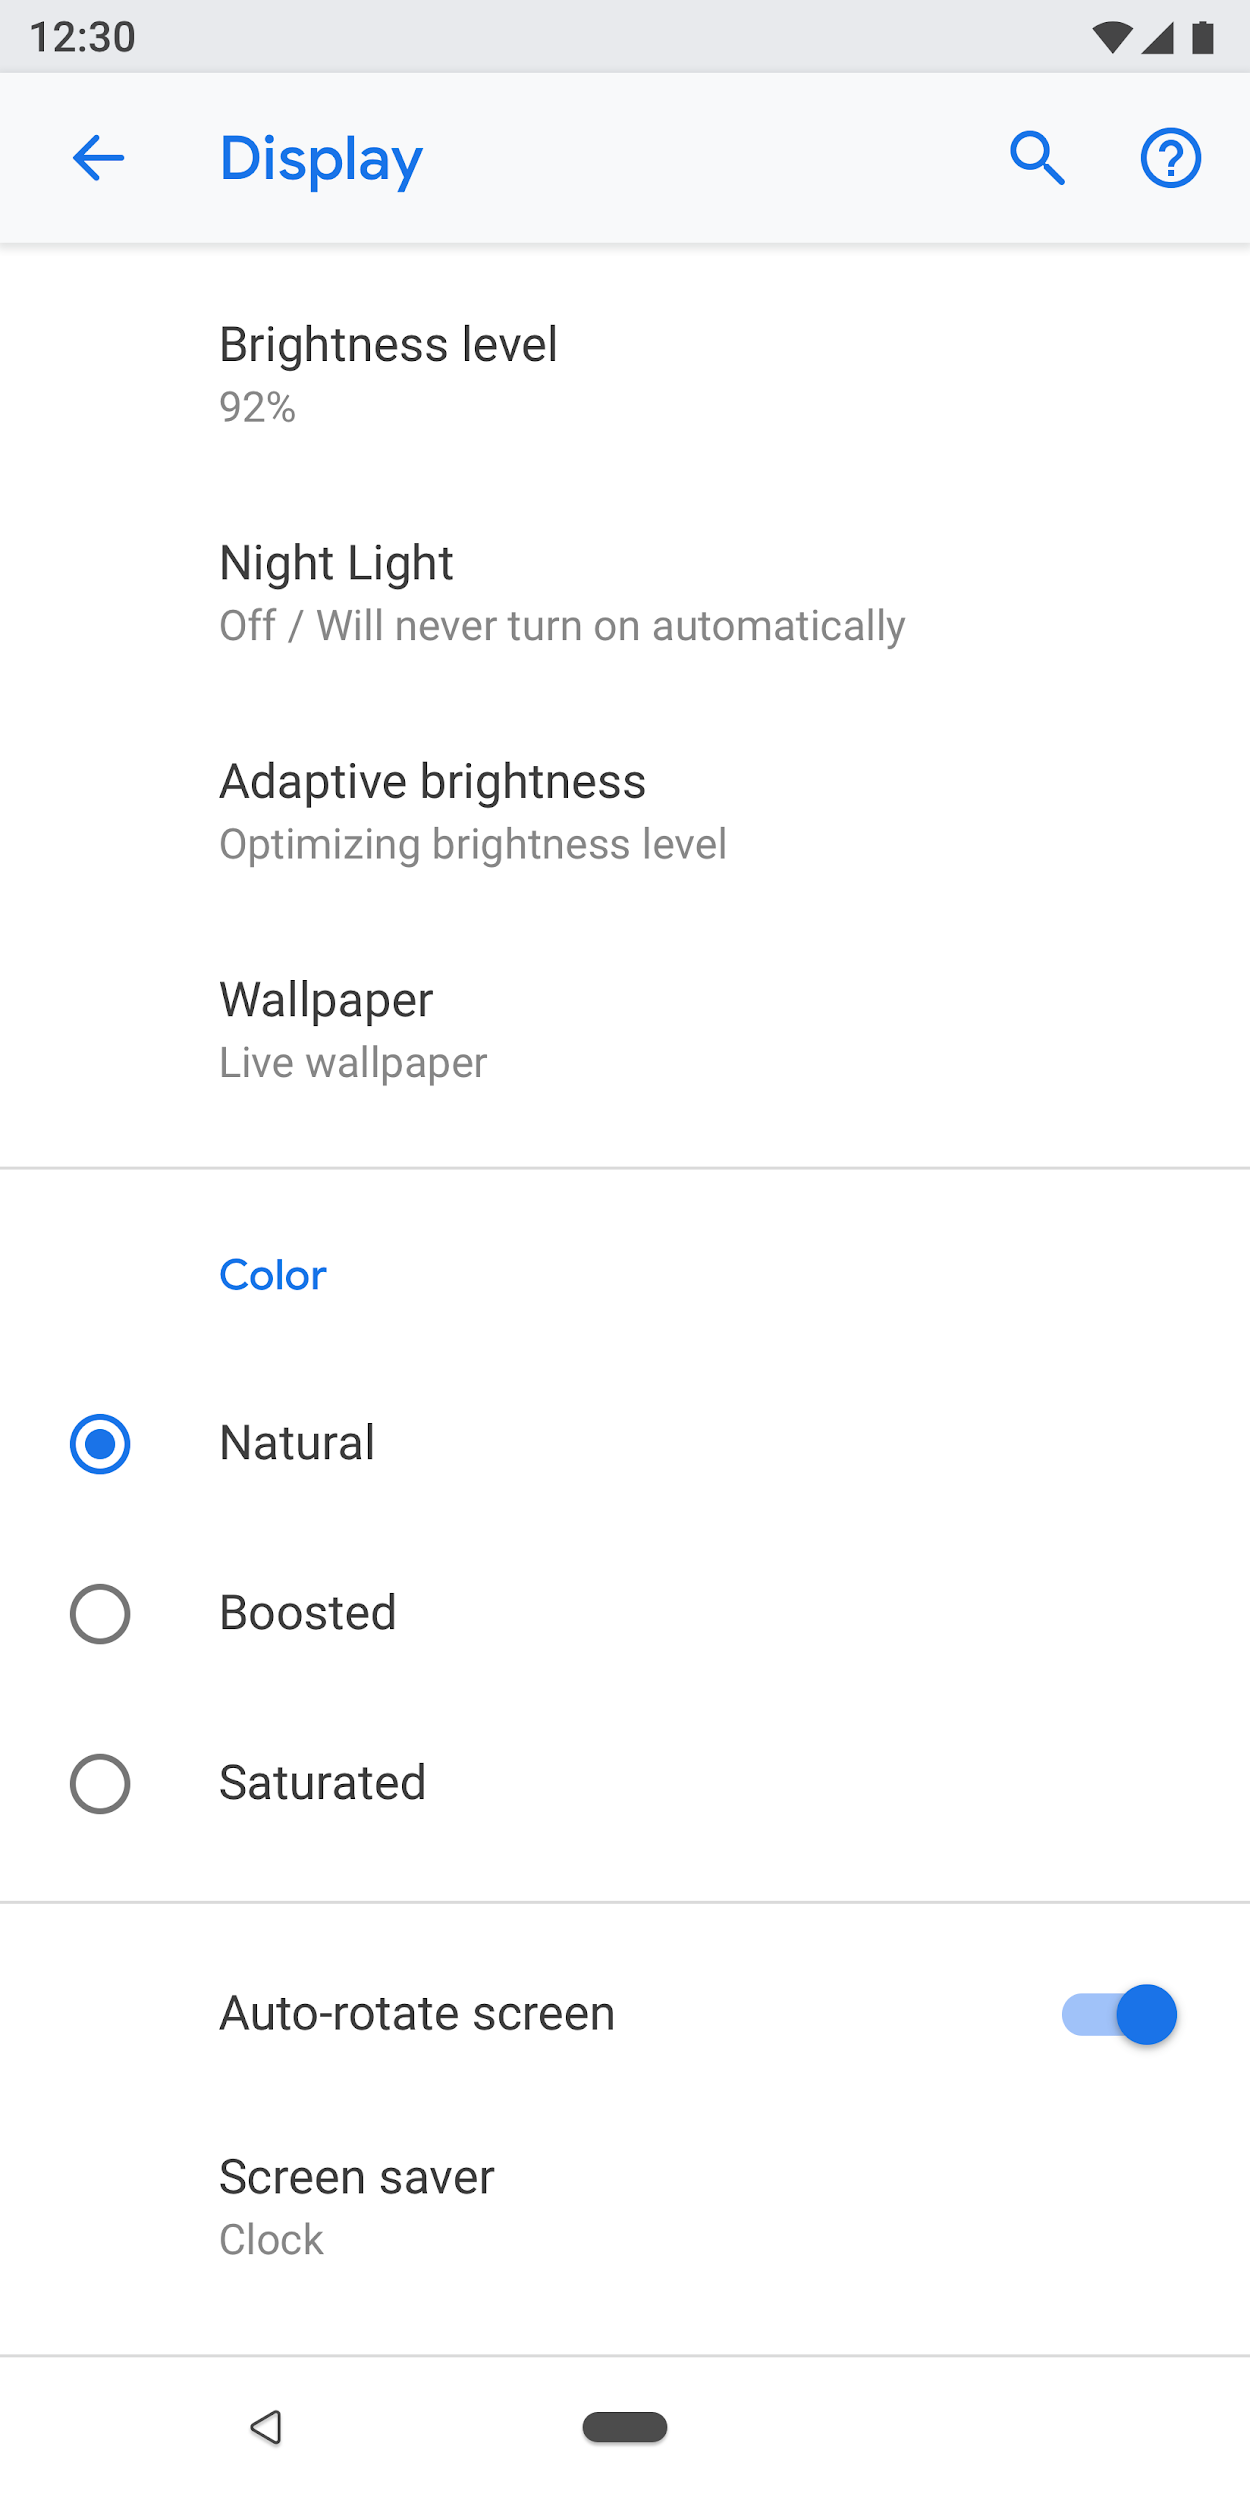 12:30
Display
Brightness level
92%
Night Light
Off / Will never turn on automatically
Adaptive brightness
Optimizing brightness level
Wallpaper
Live wallpaper
Color
Natural
Boosted
Saturated
Auto-rotate screen
Screen saver
Clock